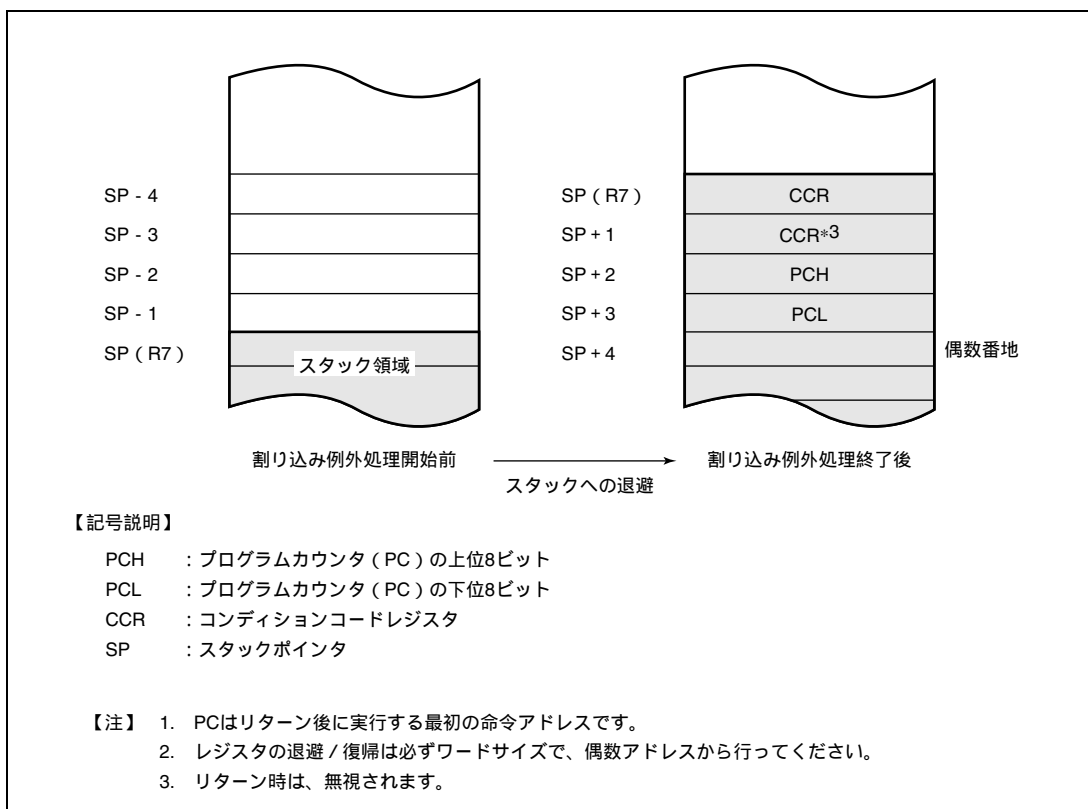 SP - 4
SP - 3
SP - 2
SP - 1
SP ( R7 )
スタック領域
SP ( R7 )
SP + 1
SP + 2
SP + 3
SP + 4
CCR
CCR*3
PCH
PCL
偶数番地
割り込み例外処理開始前
スタックへの退避
割り込み例外処理終了後
【記号説明】
PCH : プログラムカウンタ ( PC ) の上位8ビット
PCL : プログラムカウンタ ( PC ) の下位8ビット
CCR : コンディションコードレジスタ
SP : スタックポインタ
【注】 1. PCはリターン後に実行する最初の命令アドレスです。
2. レジスタの退避 / 復帰は必ずワードサイズで、偶数アドレスから行ってください。
3. リターン時は、無視されます。